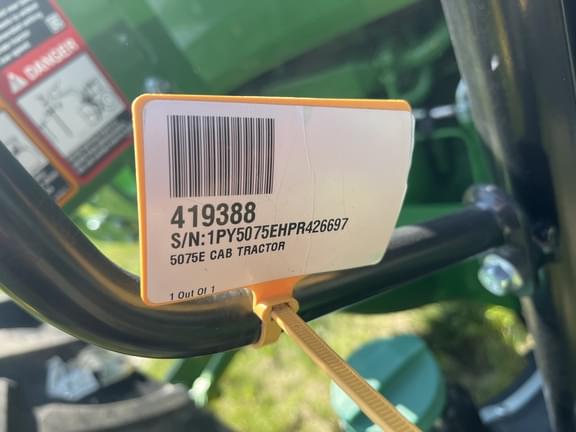 DANGER
419388
S/N:1PY5075EHPR426697
5075E CAB TRACTOR
1 Out Of 1